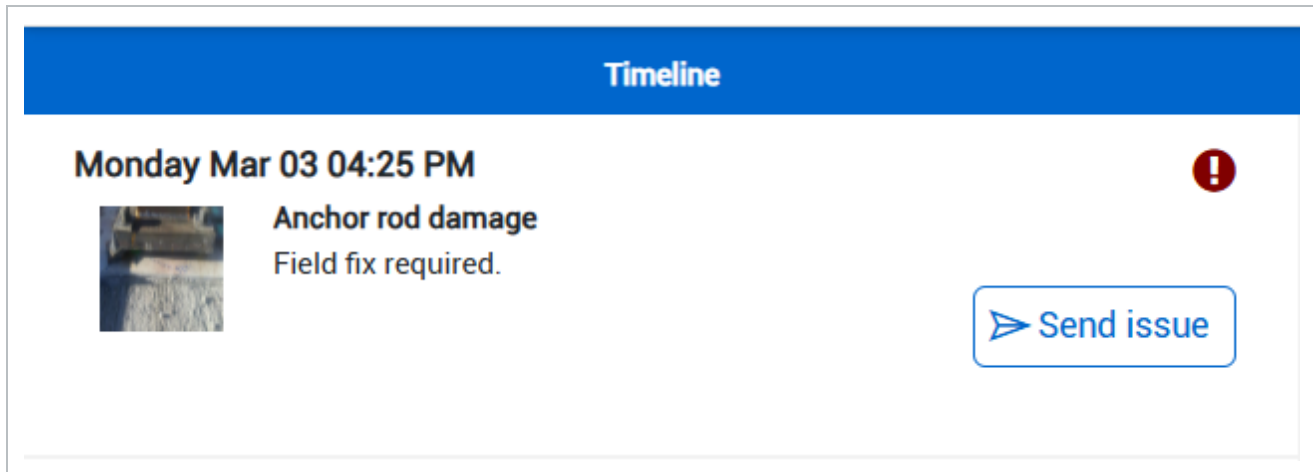 Timeline
Monday Mar 03 04:25 PM
Anchor rod damage
Field fix required.
Send issue